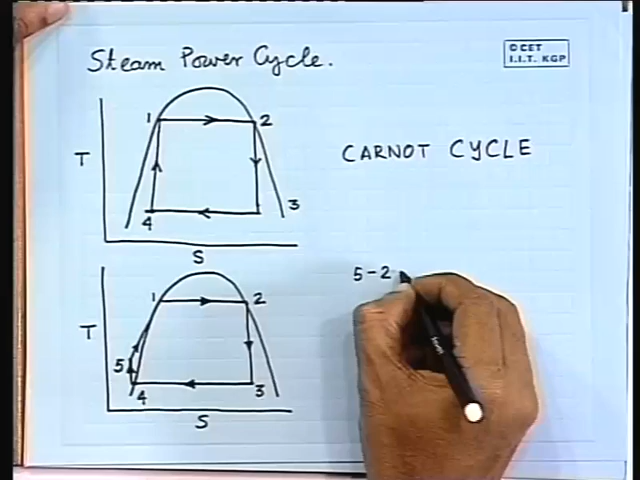 Steam Power Cycle.
© CET
I.I.T. KGP
1
2
T
CARNOT CYCLE
3
4
S
5-2
1
2
T
5
4
3
S